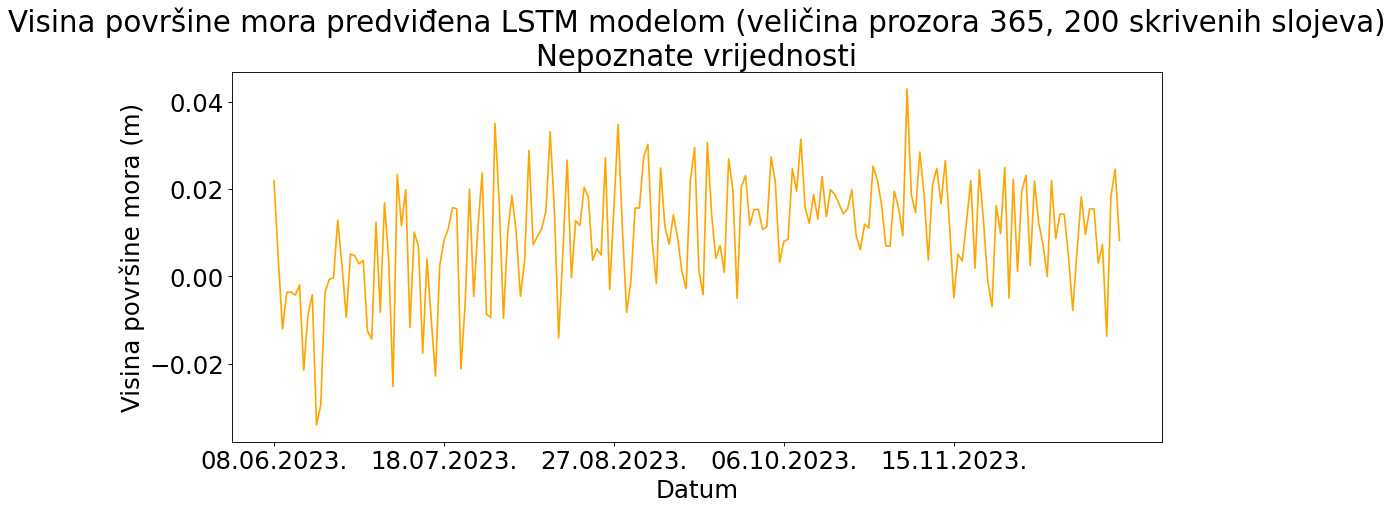 Visina površine mora predviđena LSTM modelom (veličina prozora 365, 200 skrivenih slojeva)
Nepoznate vrijednosti
Visina površine mora (m)
0.04
0.02
0.00
−0.02
08.06.2023. 18.07.2023. 27.08.2023. 06.10.2023. 15.11.2023.
Datum